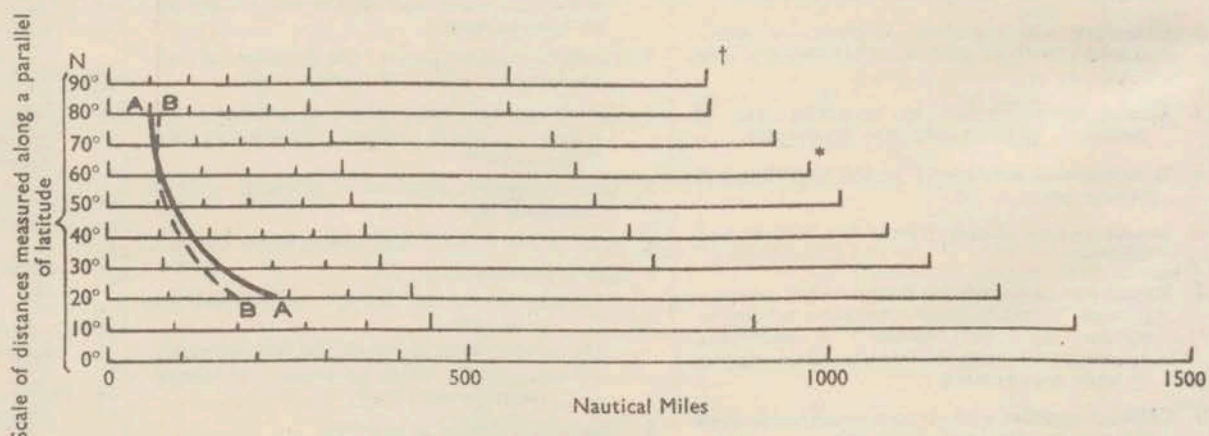 Scale of distances measured along a parallel
of latitude
N
†
90°
A B
80°
70°
60°
*
50°
40°
30°
20°
B A
10°
0°
0 500 1000 1500
Nautical Miles